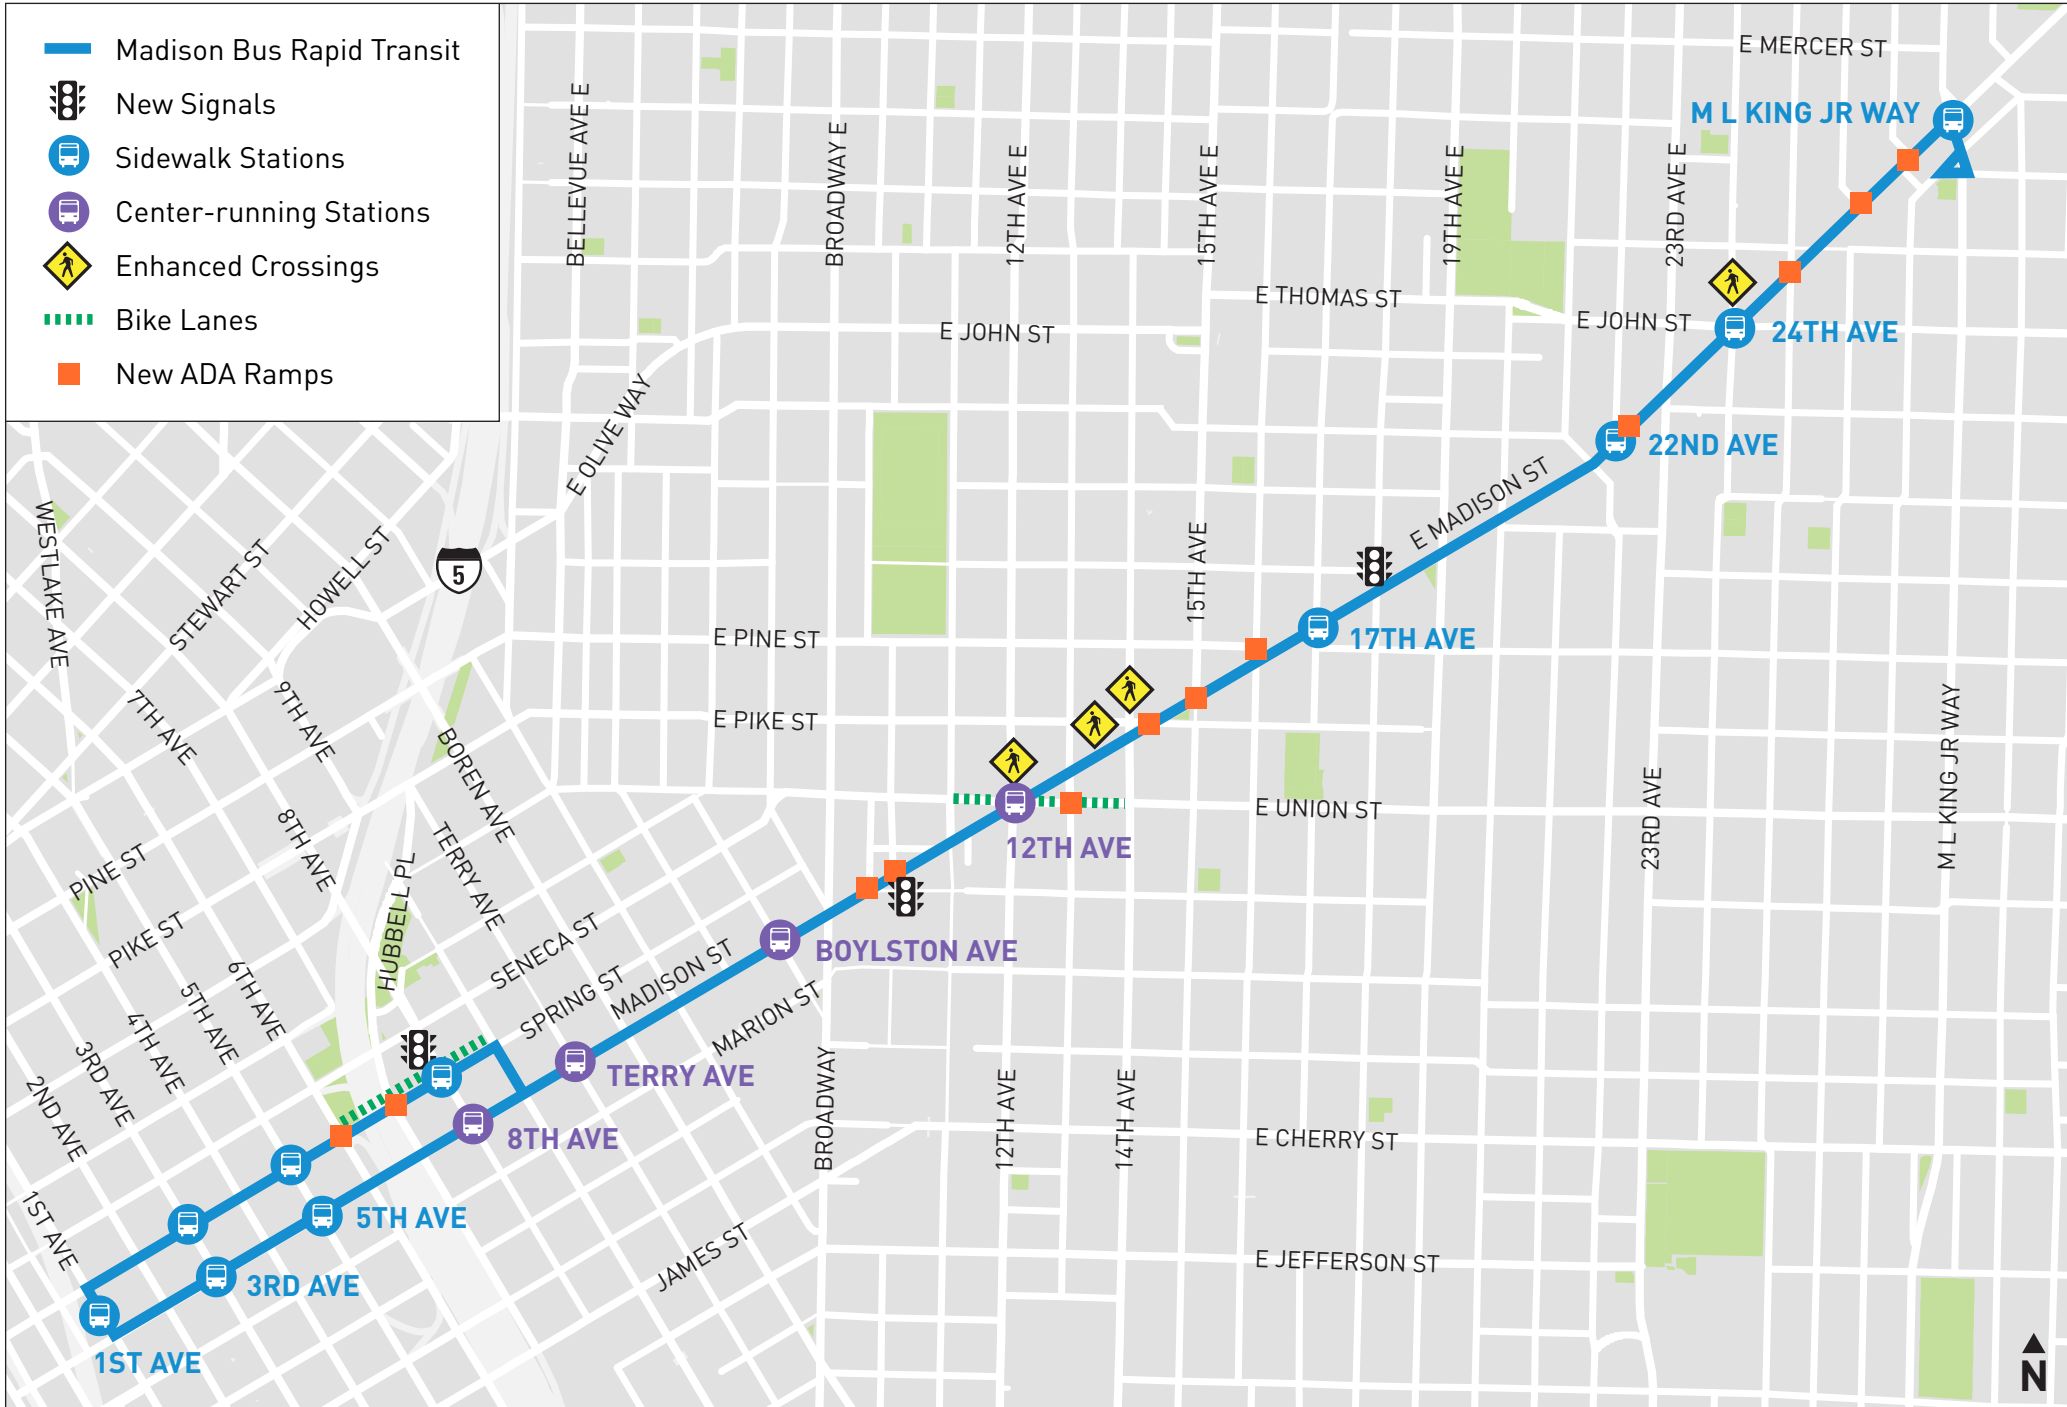 Madison Bus Rapid Transit
New Signals
Sidewalk Stations
Center-running Stations
Enhanced Crossings
Bike Lanes
New ADA Ramps
E MERCER ST
M L KING JR WAY
BELLEVUE AVE E
BROADWAY E
12TH AVE E
15TH AVE E
19TH AVE E
23RD AVE E
E THOMAS ST
E JOHN ST
E JOHN ST
24TH AVE
E OLIVE WAY
22ND AVE
E MADISON ST
WESTLAKE AVE
STEWART ST
HOWELL ST
5
15TH AVE
E PINE ST
17TH AVE
7TH AVE
9TH AVE
E PIKE ST
BOREN AVE
M L KING JR WAY
23RD AVE
E UNION ST
12TH AVE
8TH AVE
TERRY AVE
HUBBELL PL
PINE ST
PIKE ST
SENECA ST
SPRING ST
MADISON ST
MARION ST
BOYLSTON AVE
6TH AVE
5TH AVE
4TH AVE
3RD AVE
2ND AVE
1ST AVE
TERRY AVE
8TH AVE
BROADWAY
12TH AVE
14TH AVE
E CHERRY ST
5TH AVE
3RD AVE
1ST AVE
JAMES ST
E JEFFERSON ST
N